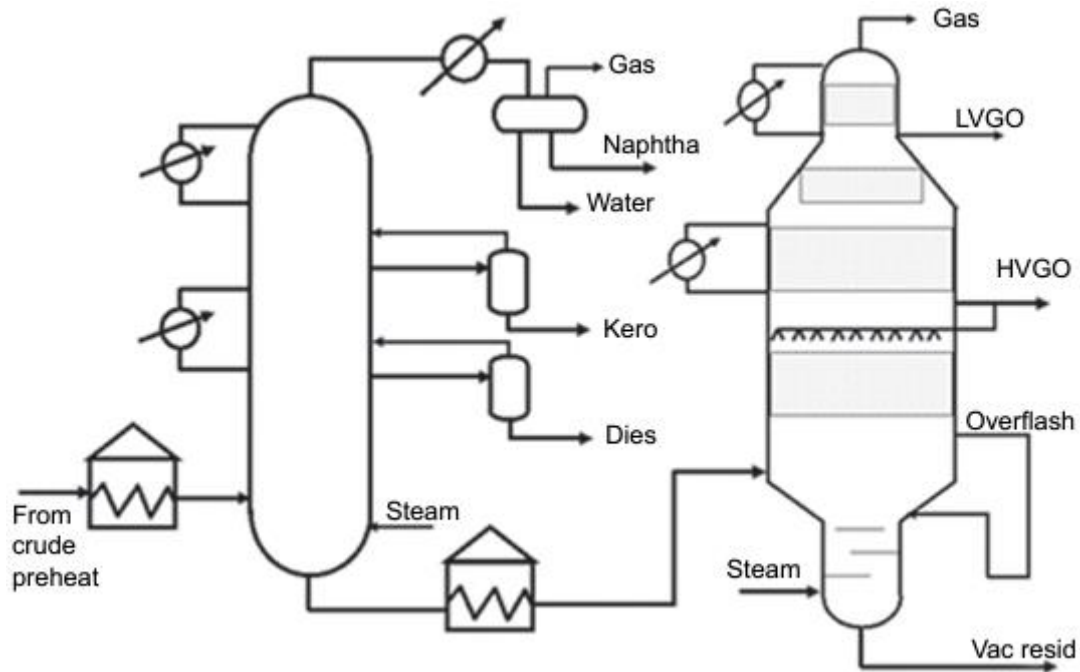 Gas
Gas
Naphtha
Water
LVGO
HVGO
Kero
Dies
Overflash
From
crude
preheat
Steam
Steam
Vac resid